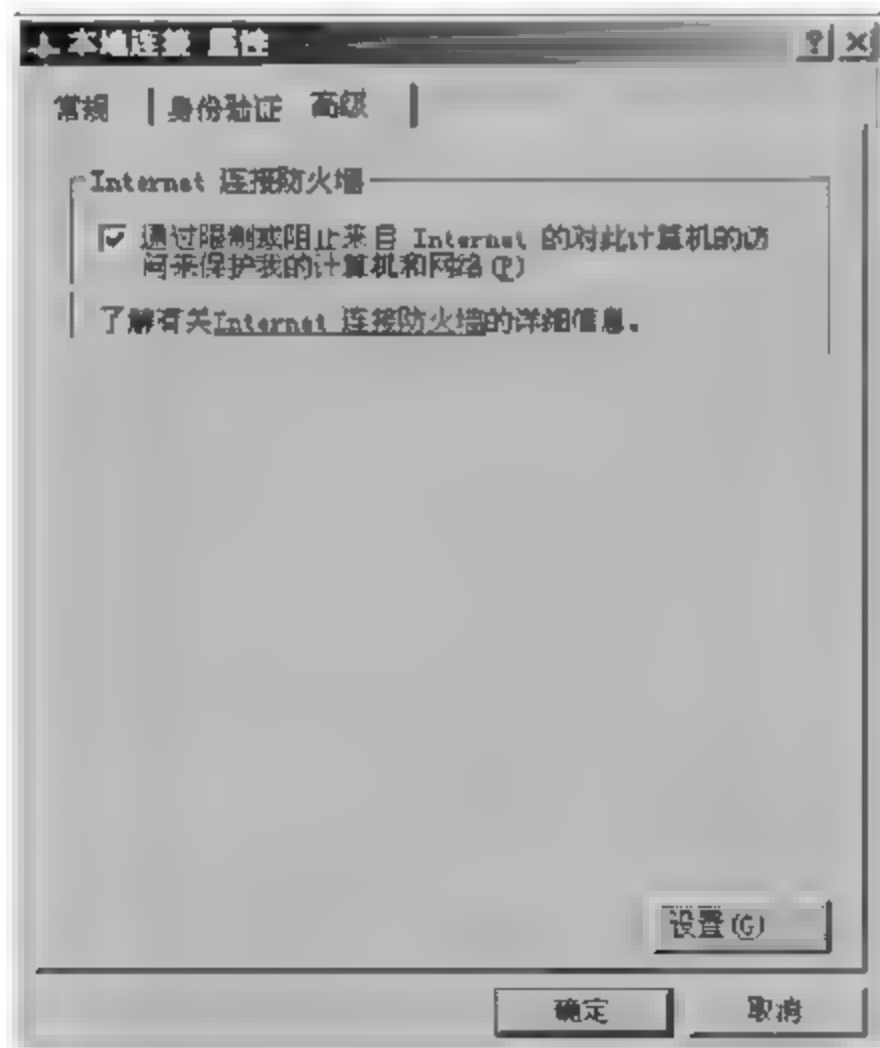 本地连接 属性
常规 身份验证 高级
Internet 连接防火墙
通过限制或阻止来自 Internet 的对此计算机的访
问来保护我的计算机和网络(P)
了解有关Internet 连接防火墙的详细信息。
设置(G)
确定 取消